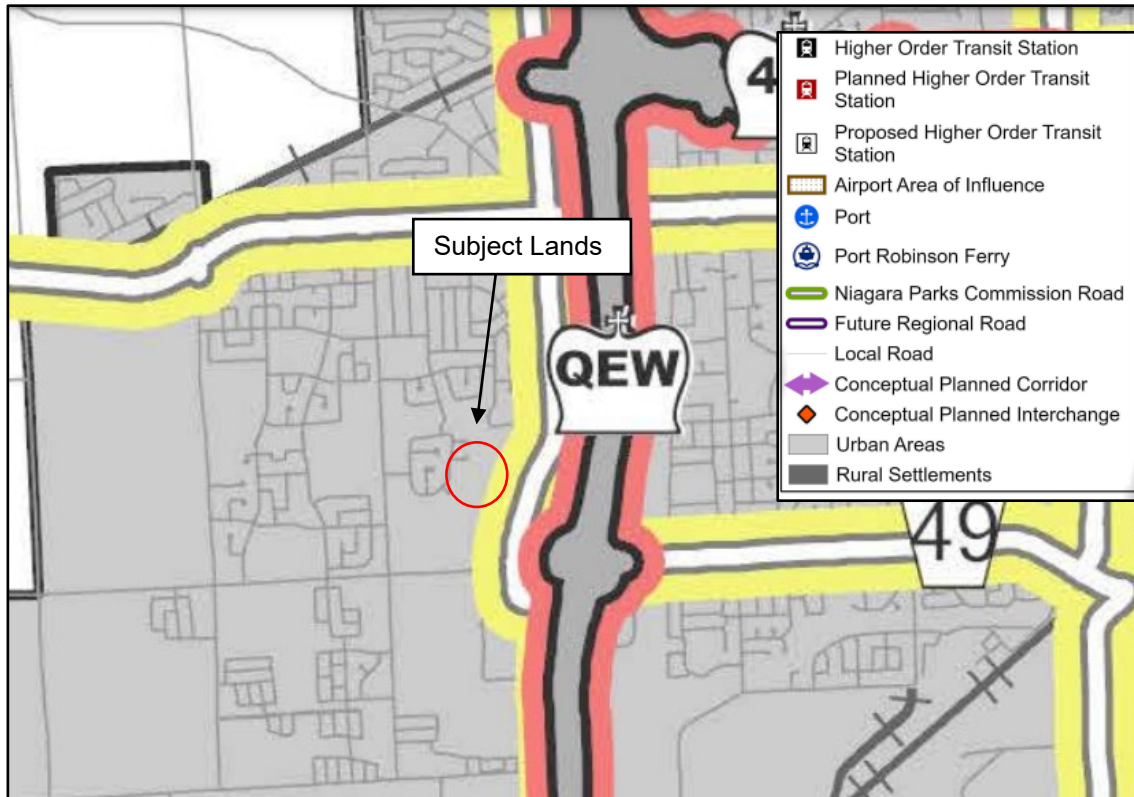 4
Higher Order Transit Station
Planned Higher Order Transit
Station
Proposed Higher Order Transit
Station
Airport Area of Influence
Port
Port Robinson Ferry
Niagara Parks Commission Road
Future Regional Road
Local Road
Conceptual Planned Corridor
Conceptual Planned Interchange
Urban Areas
Rural Settlements
Subject Lands
QEW
49